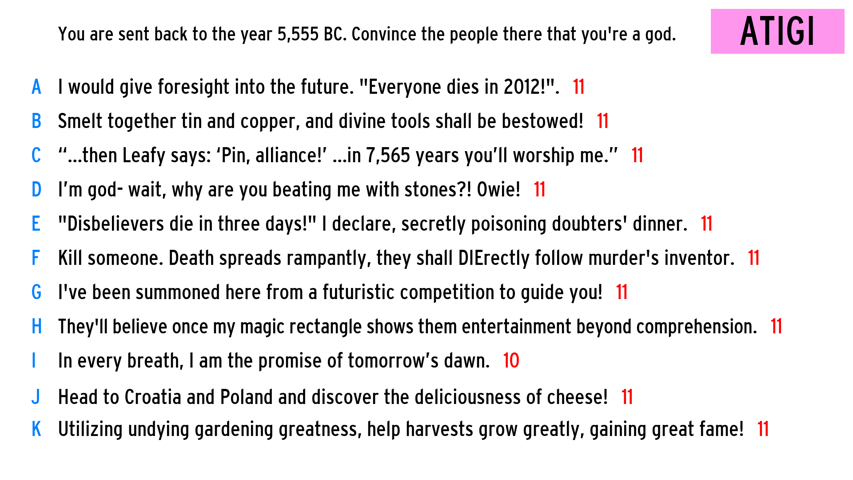 You are sent back to the year 5,555 BC. Convince the people there that you're a god.
ATIGI
A I would give foresight into the future. "Everyone dies in 2012!". 11
B Smelt together tin and copper, and divine tools shall be bestowed! 11
C “...then Leafy says: ‘Pin, alliance!’ ...in 7,565 years you’ll worship me.” 11
D I’m god- wait, why are you beating me with stones?! Owie! 11
E "Disbelievers die in three days!" I declare, secretly poisoning doubters' dinner. 11
F Kill someone. Death spreads rampantly, they shall DIErectly follow murder's inventor. 11
G I've been summoned here from a futuristic competition to guide you! 11
H They'll believe once my magic rectangle shows them entertainment beyond comprehension. 11
I In every breath, I am the promise of tomorrow’s dawn. 10
J Head to Croatia and Poland and discover the deliciousness of cheese! 11
K Utilizing undying gardening greatness, help harvests grow greatly, gaining great fame! 11